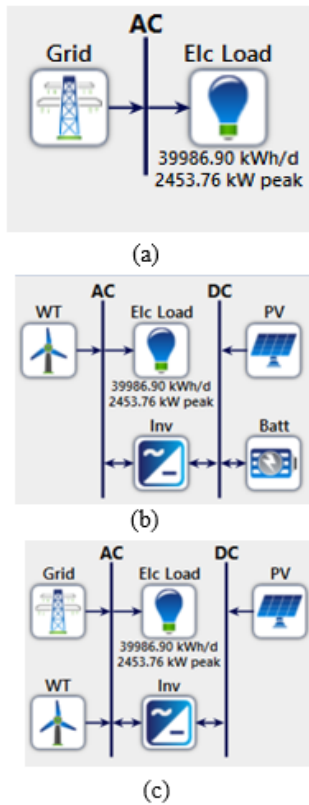 AC
Grid Elc Load
39986.90 kWh/d
2453.76 kW peak
(a)
AC DC
WT Elc Load PV
39986.90 kWh/d
2453.76 kW peak
Inv Batt
(b)
AC DC
Grid Elc Load PV
39986.90 kWh/d
2453.76 kW peak
WT Inv
(c)